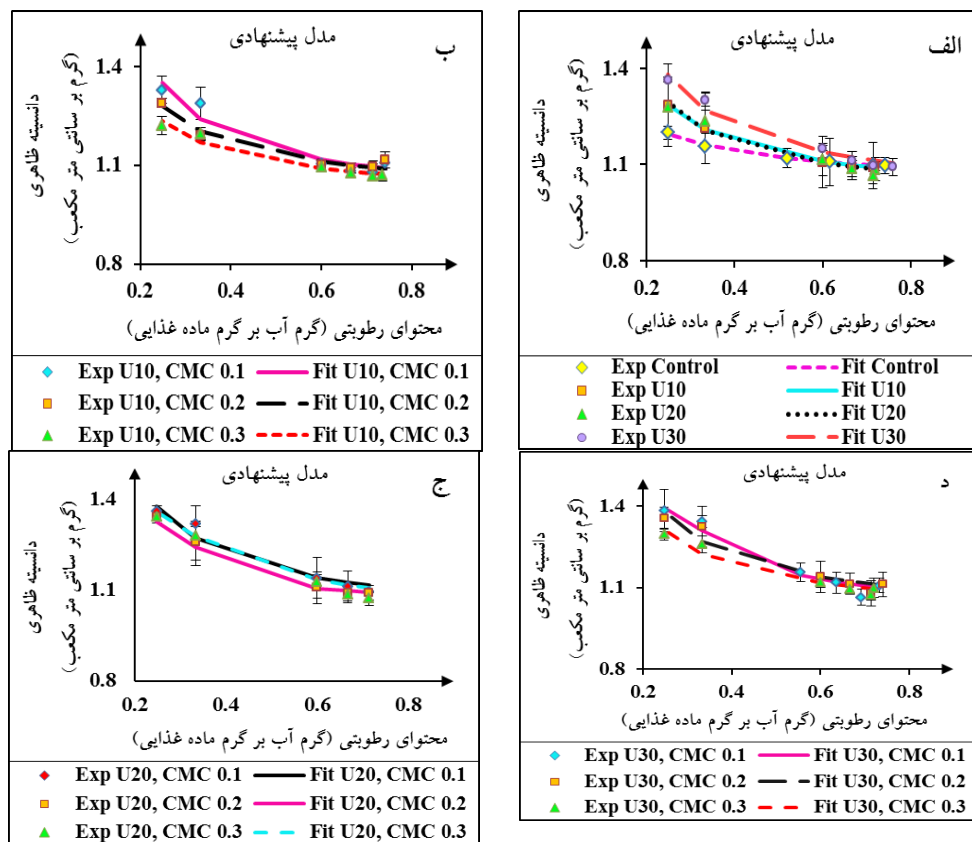 مدل پیشنهادی
الف
دانسیته ظاهری
(گرم بر سانتی متر مکعب)
1.4
1.1
0.8
0.2 0.4 0.6 0.8
محتوای رطوبتی (گرم آب بر گرم ماده غذایی)
Exp Control Fit Control
Exp U10 Fit U10
Exp U20 Fit U20
Exp U30 Fit U30
مدل پیشنهادی
ب
دانسیته ظاهری
(گرم بر سانتی متر مکعب)
1.4
1.1
0.8
0.2 0.4 0.6 0.8
محتوای رطوبتی (گرم آب بر گرم ماده غذایی)
Exp U10, CMC 0.1 Fit U10, CMC 0.1
Exp U10, CMC 0.2 Fit U10, CMC 0.2
Exp U10, CMC 0.3 Fit U10, CMC 0.3
مدل پیشنهادی
ج
دانسیته ظاهری
(گرم بر سانتی متر مکعب)
1.4
1.1
0.8
0.2 0.4 0.6 0.8
محتوای رطوبتی (گرم آب بر گرم ماده غذایی)
Exp U20, CMC 0.1 Fit U20, CMC 0.1
Exp U20, CMC 0.2 Fit U20, CMC 0.2
Exp U20, CMC 0.3 Fit U20, CMC 0.3
مدل پیشنهادی
د
دانسیته ظاهری
(گرم بر سانتی متر مکعب)
1.4
1.1
0.8
0.2 0.4 0.6 0.8
محتوای رطوبتی (گرم آب بر گرم ماده غذایی)
Exp U30, CMC 0.1 Fit U30, CMC 0.1
Exp U30, CMC 0.2 Fit U30, CMC 0.2
Exp U30, CMC 0.3 Fit U30, CMC 0.3